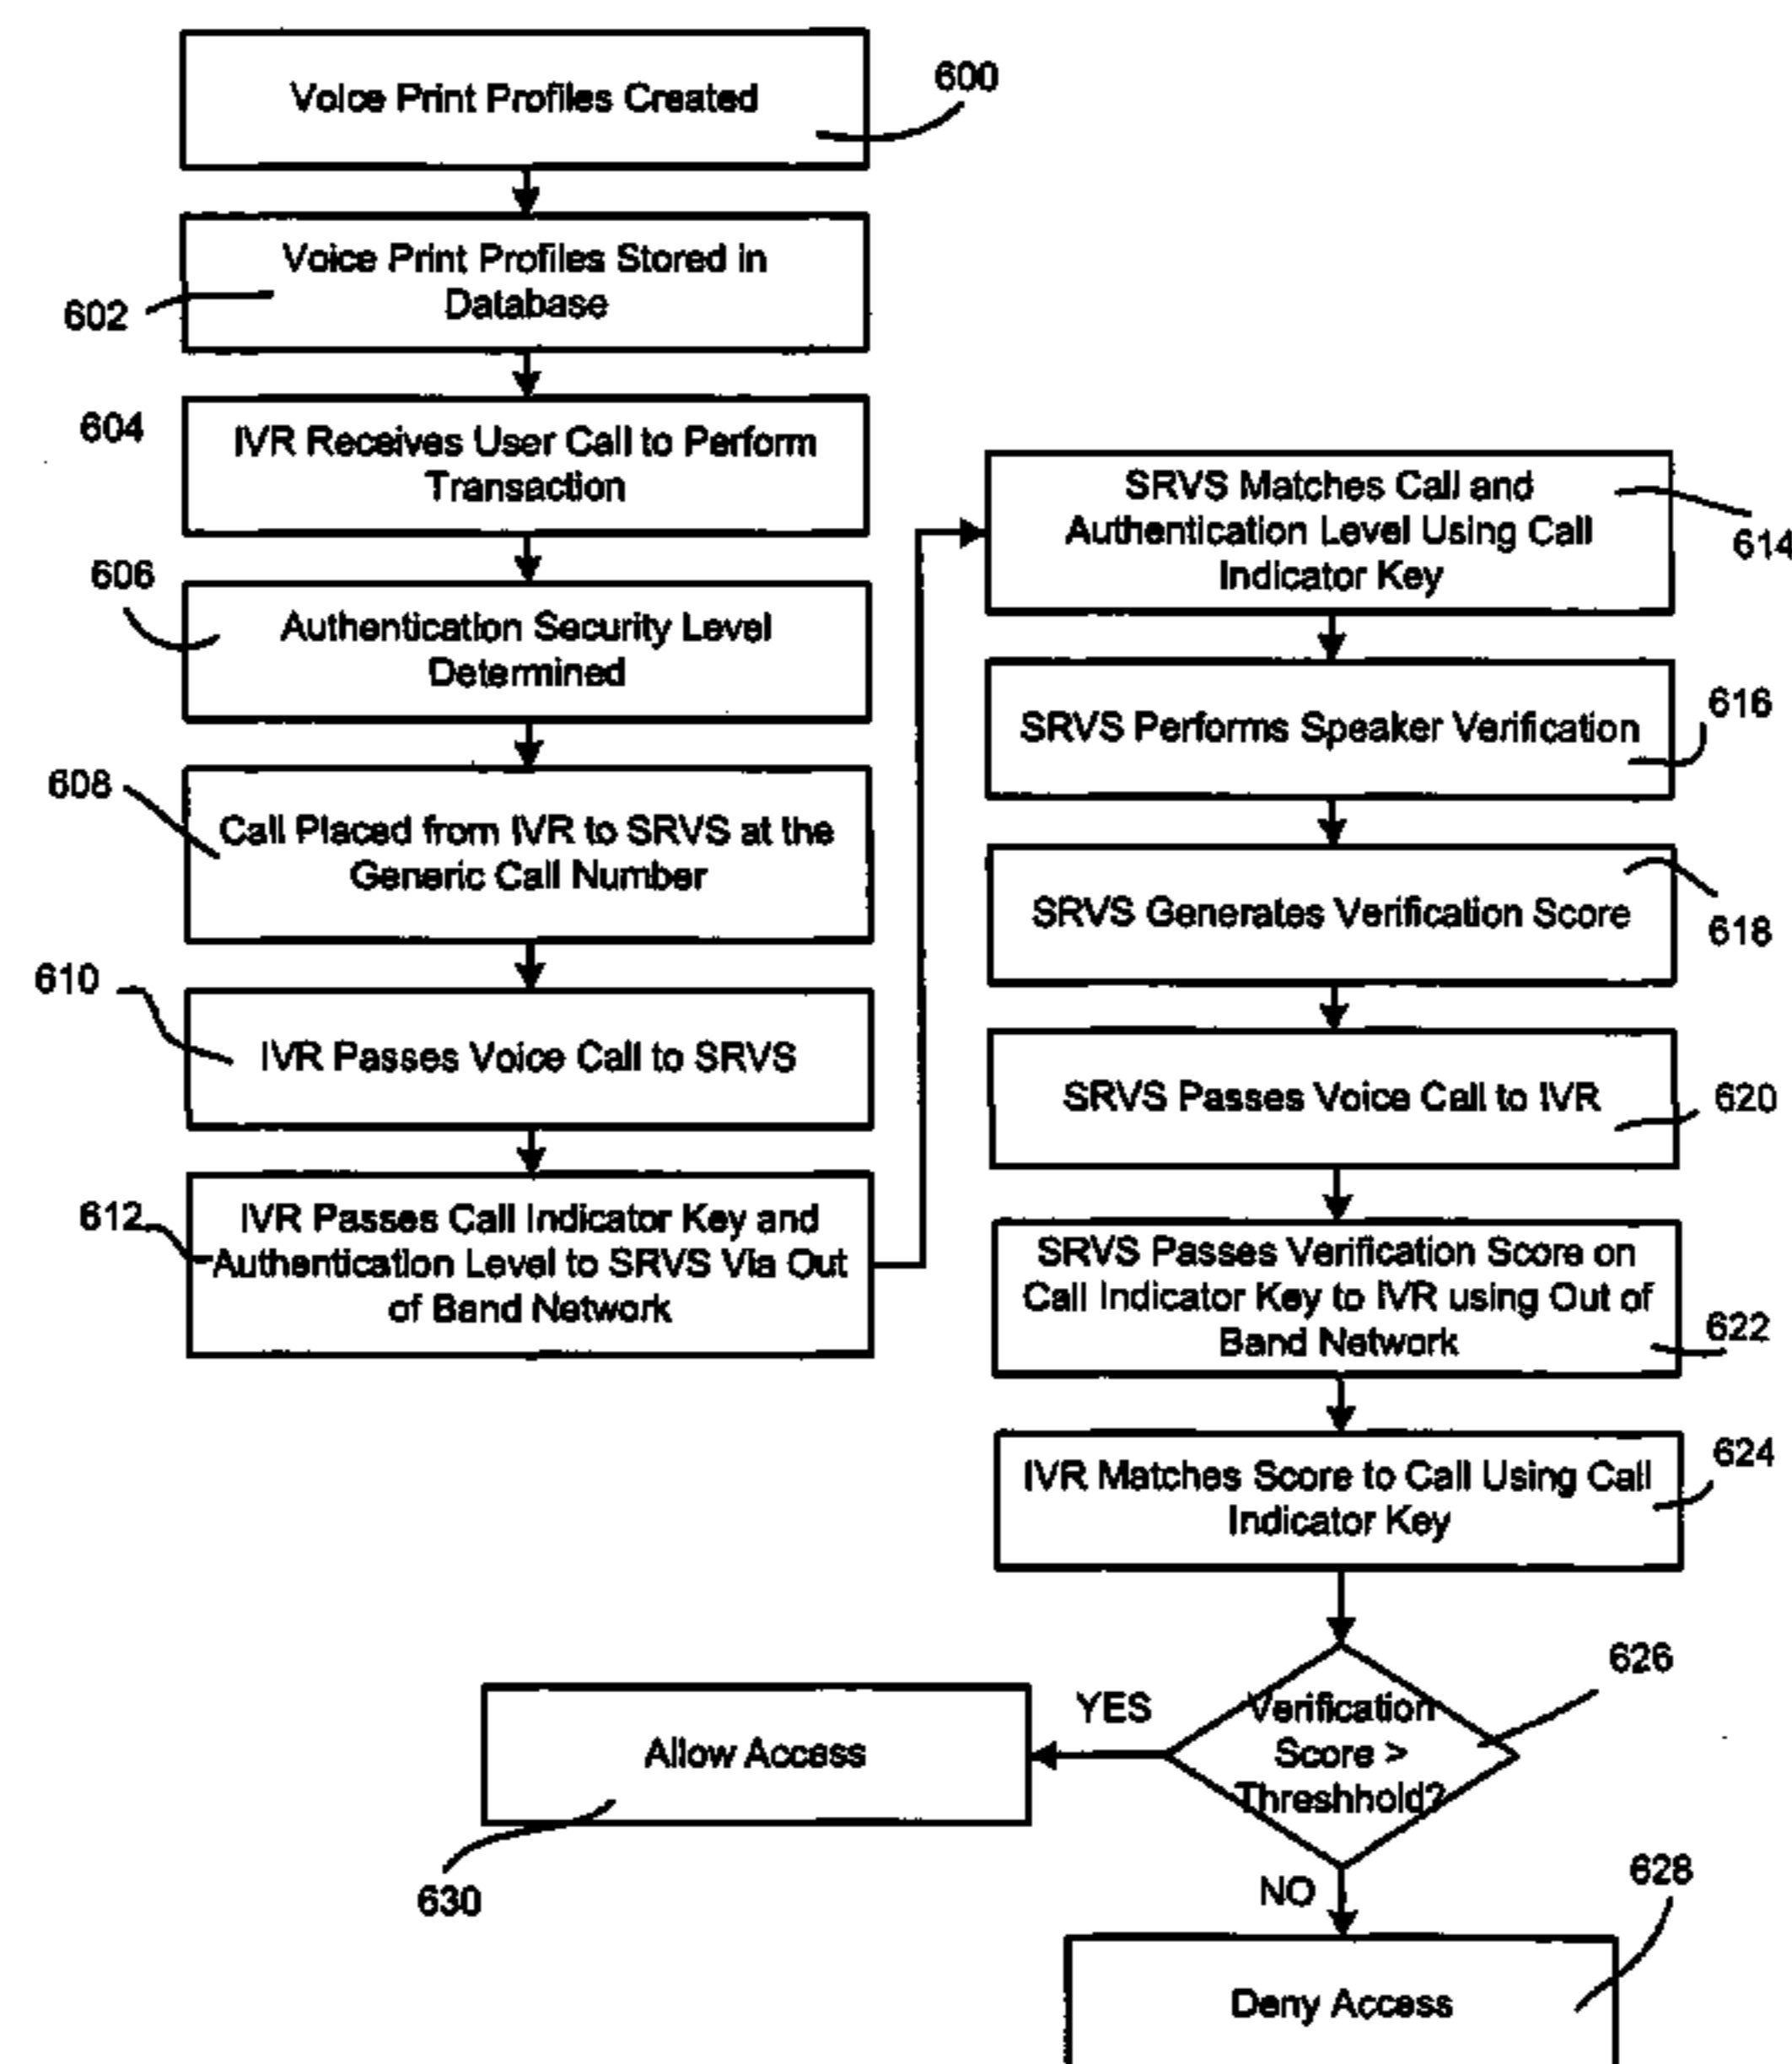 Voice Print Profiles Created
600
Voice Print Profiles Stored in
Database
602
604
IVR Receives User Call to Perform
Transaction
606
Authentication Security Level
Determined
608
Call Placed from IVR to SRVS at the
Generic Call Number
610
IVR Passes Voice Call to SRVS
612
IVR Passes Call Indicator Key and
Authentication Level to SRVS Via Out
of Band Network
SRVS Matches Call and
Authentication Level Using Call
Indicator Key
614
SRVS Performs Speaker Verification
616
SRVS Generates Verification Score
618
SRVS Passes Voice Call to IVR
620
SRVS Passes Verification Score on
Call Indicator Key to IVR using Out of
Band Network
622
IVR Matches Score to Call Using Call
Indicator Key
624
Verification
Score >
Threshhold?
626
YES
Allow Access
630
NO
628
Deny Access